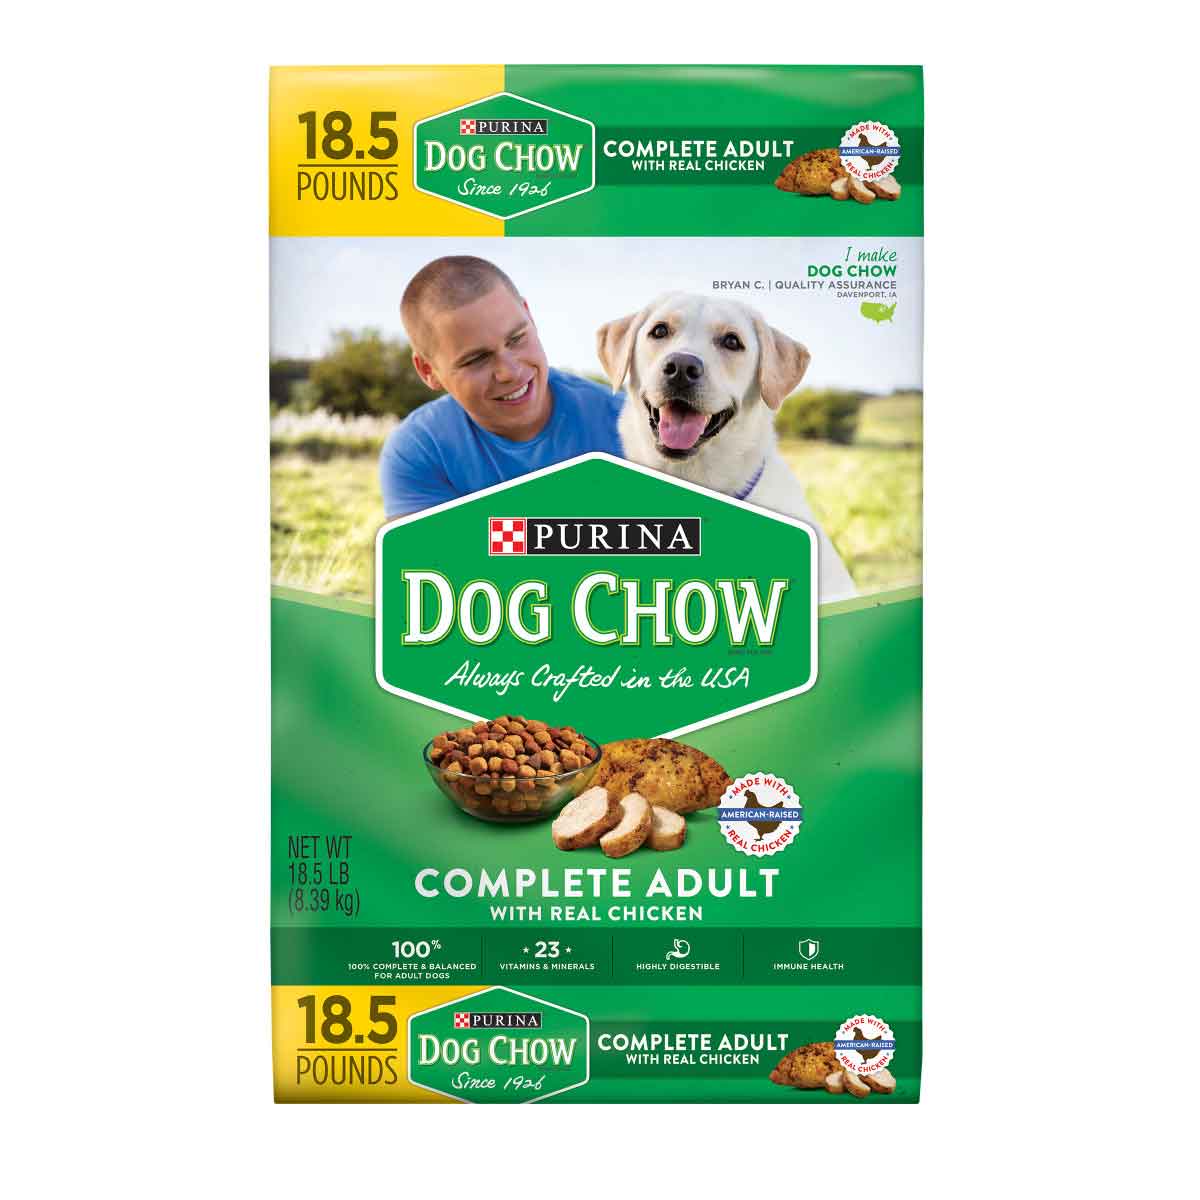 18.5
POUNDS
PURINA
DOG CHOW
Since 1926
COMPLETE ADULT
WITH REAL CHICKEN
MADE WITH
AMERICAN-RAISED
REAL CHICKEN
I make
DOG CHOW
BRYAN C. | QUALITY ASSURANCE
DAVENPORT, IA
PURINA
DOG CHOW
Always Crafted in the USA
MADE WITH
AMERICAN-RAISED
REAL CHICKEN
NET WT
18.5 LB
(8.39 kg)
COMPLETE ADULT
WITH REAL CHICKEN
100%
100% COMPLETE & BALANCED
FOR ADULT DOGS
★ 23 ★
VITAMINS & MINERALS
HIGHLY DIGESTIBLE
IMMUNE HEALTH
18.5
POUNDS
PURINA
DOG CHOW
Since 1926
COMPLETE ADULT
WITH REAL CHICKEN
MADE WITH
AMERICAN-RAISED
REAL CHICKEN